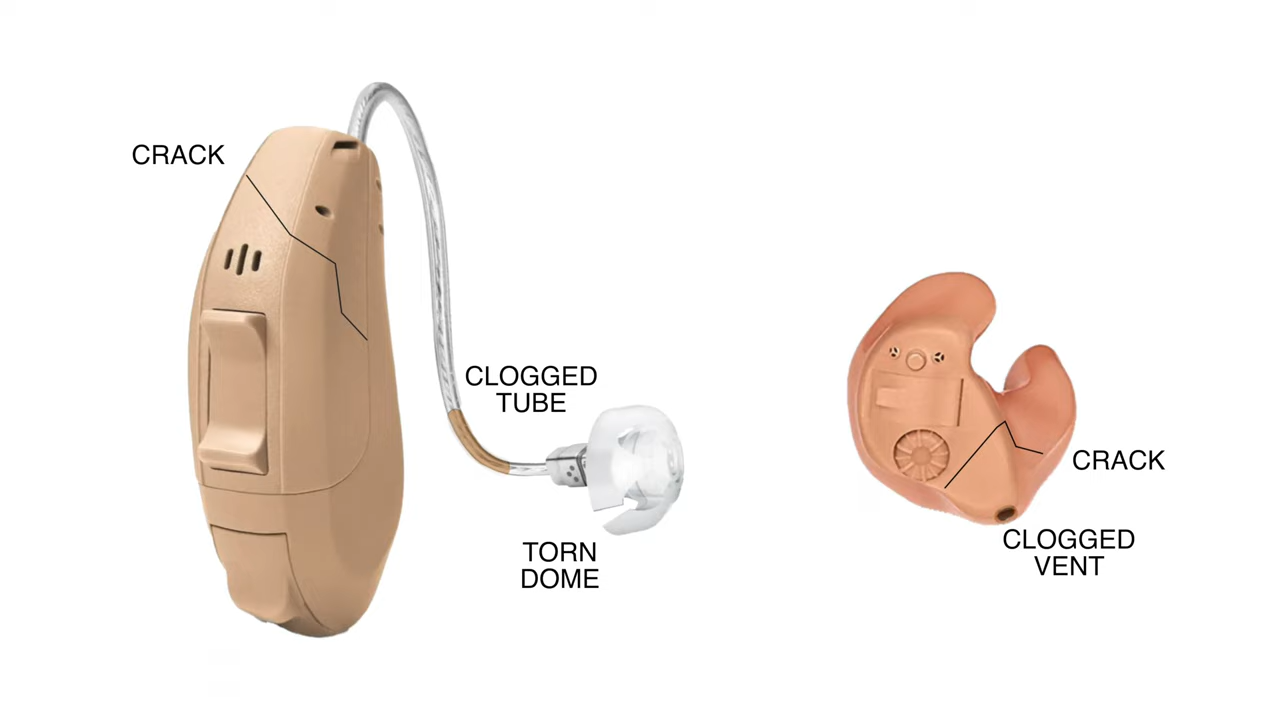 CRACK
CLOGGED
TUBE
TORN
DOME
CRACK
CLOGGED
VENT